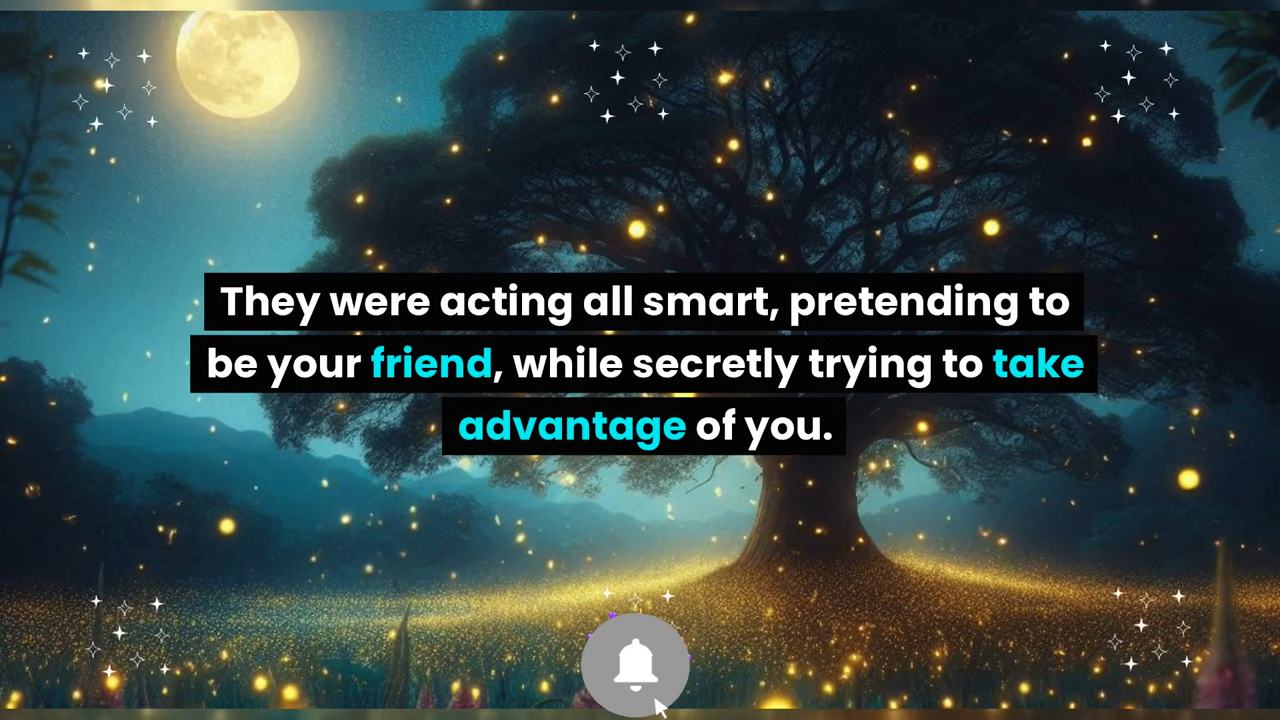 They were acting all smart, pretending to
be your friend, while secretly trying to take
advantage of you.